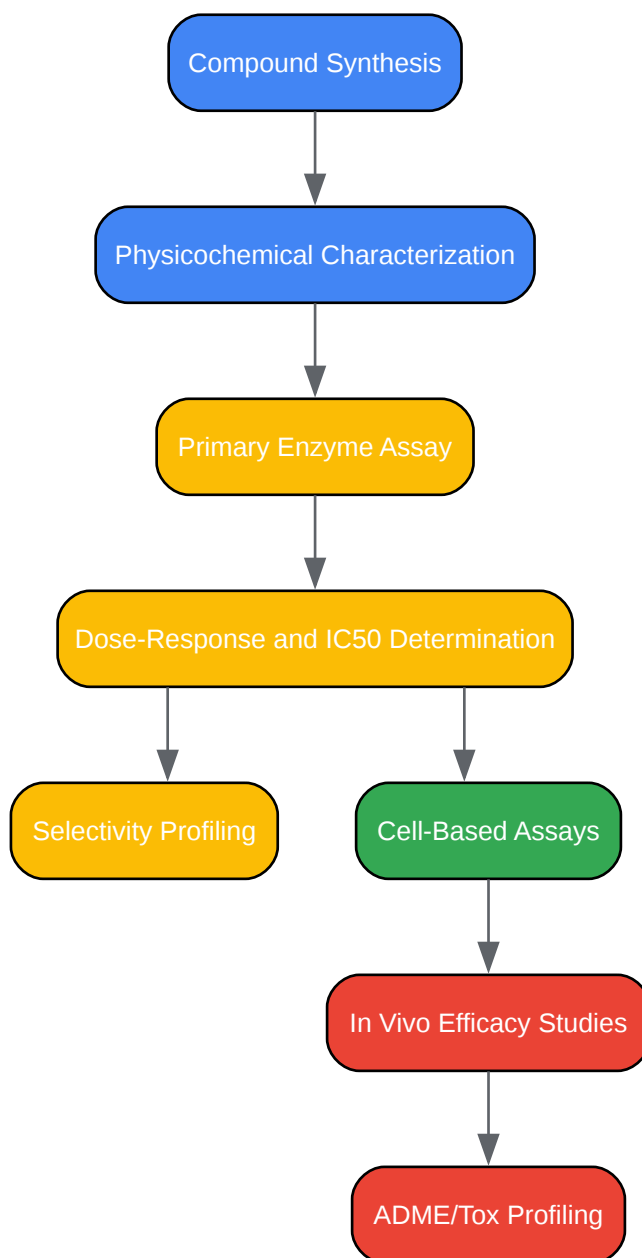 Compound Synthesis
Physicochemical Characterization
Primary Enzyme Assay
Dose-Response and IC50 Determination
Selectivity Profiling
Cell-Based Assays
In Vivo Efficacy Studies
ADME/Tox Profiling